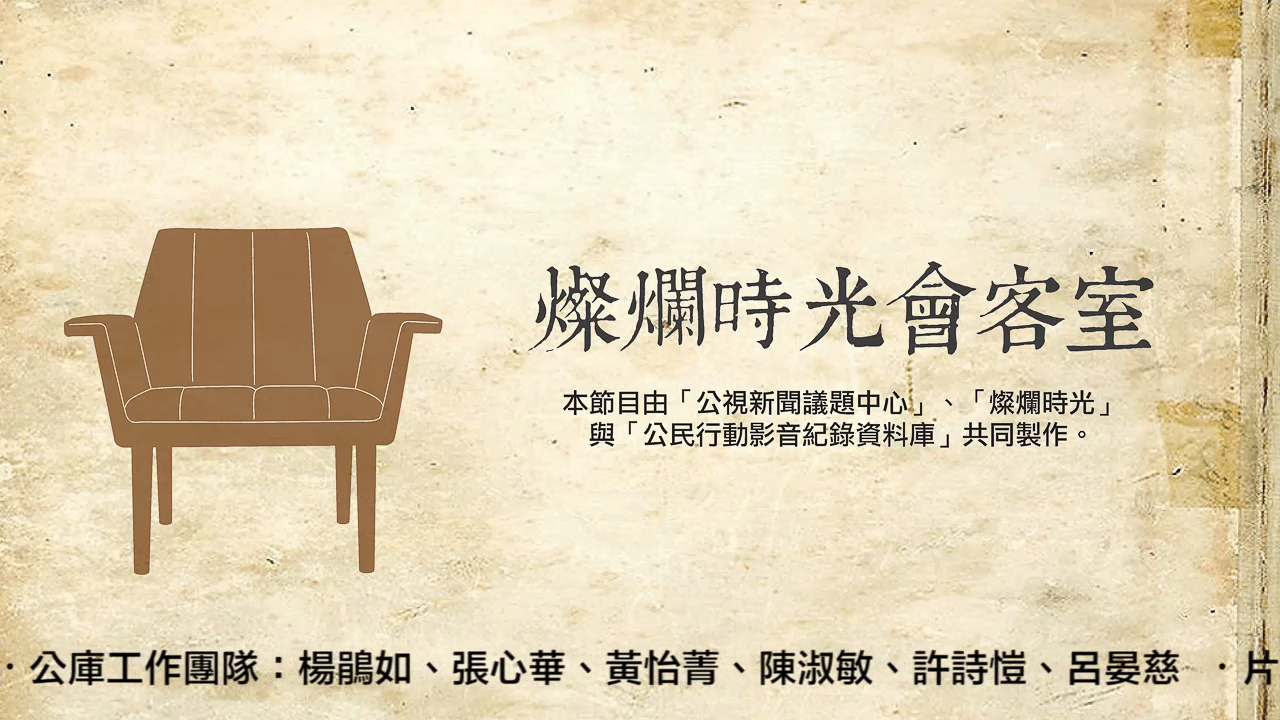 燦爛時光會客室
本節目由「公視新聞議題中心」、「燦爛時光」
與「公民行動影音紀錄資料庫」共同製作。
·公庫工作團隊：楊鵑如、張心華、黃怡菁、陳淑敏、許詩愷、呂晏慈 ·片